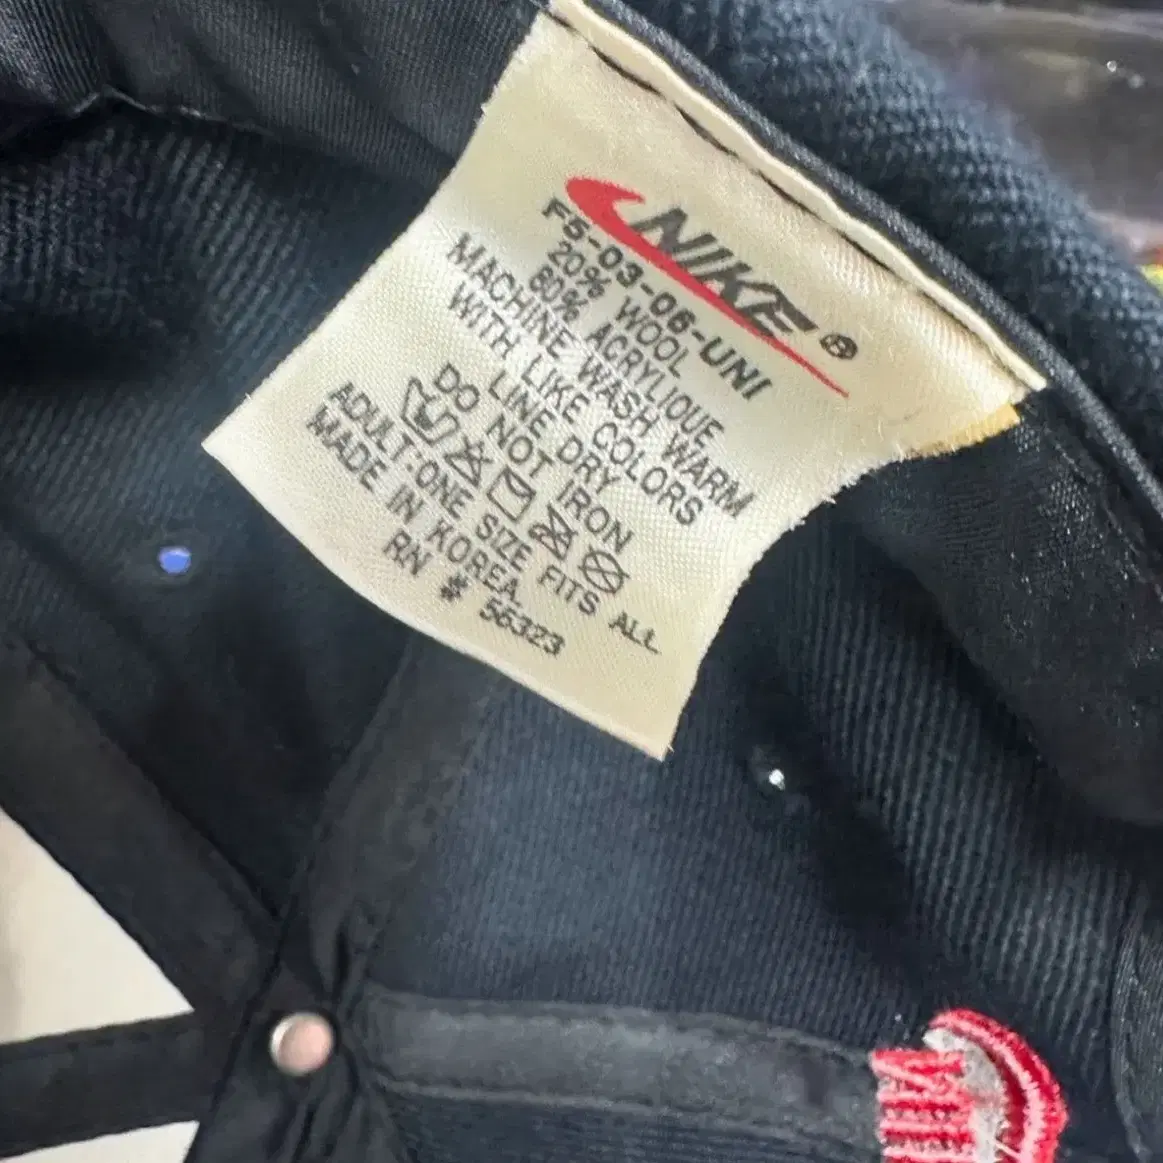 NIKE®
F5-03-06-UNI
20% WOOL
80% ACRYLIQUE
MACHINE WASH WARM
WITH LIKE COLORS
LINE DRY
DO NOT IRON
ADULT:ONE SIZE FITS ALL
MADE IN KOREA.
RN # 56323